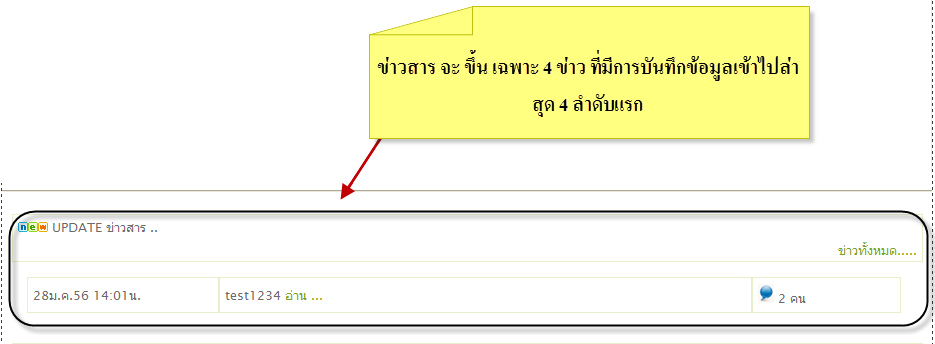 ข่าวสาร จะ ขึ้น เฉพาะ 4 ข่าว ที่มีการบันทึกข้อมูลเข้าไปล่า
สุด 4 ลำดับแรก
new UPDATE ข่าวสาร ..
ข่าวทั้งหมด.....
28ม.ค.56 14:01น. test1234 อ่าน ... 2 คน